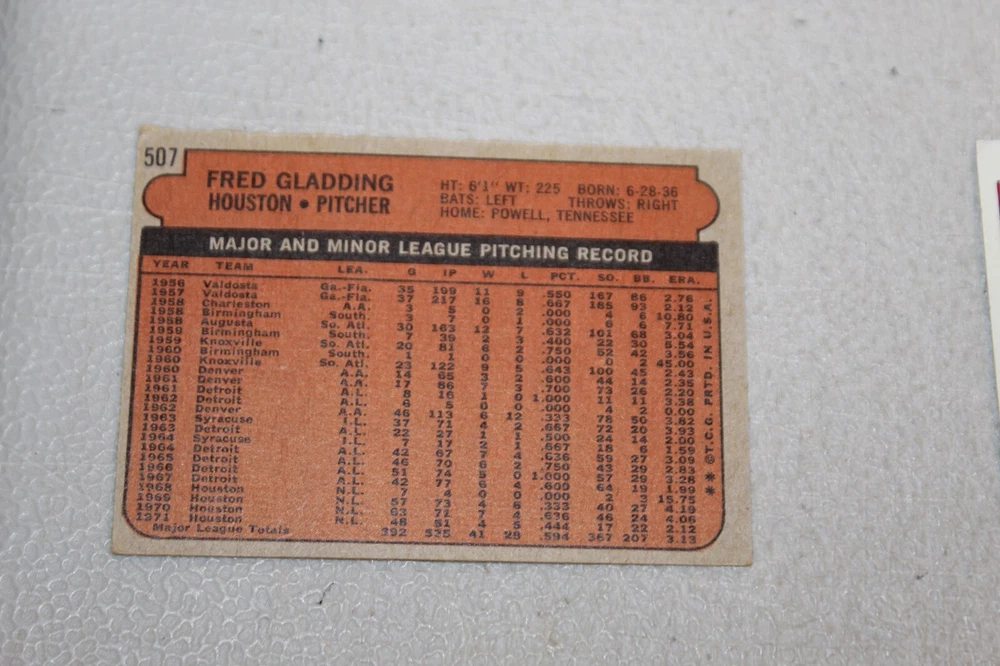 507
FRED GLADDING
HOUSTON • PITCHER
HT: 6'1" WT: 225 BORN: 6-28-36
BATS: LEFT THROWS: RIGHT
HOME: POWELL, TENNESSEE
MAJOR AND MINOR LEAGUE PITCHING RECORD
YEAR TEAM LEA. G IP W L PCT. SO. BB. ERA.
1956 Valdosta Ga.-Fla. 35 199 11 9 .550 167 86 2.76
1957 Valdosta Ga.-Fla. 37 217 16 8 .667 185 93 2.12
1958 Charleston A.A. 3 5 0 2 .000 4 6 10.80
1958 Birmingham South. 3 7 0 1 .000 6 6 7.71
1958 Augusta So. Atl. 30 163 12 7 .632 101 68 3.04
1959 Birmingham South. 7 39 2 3 .400 22 30 5.54
1959 Knoxville So. Atl. 20 81 6 2 .750 52 42 3.56
1960 Birmingham South. 1 1 0 0 .000 0 2 45.00
1960 Knoxville So. Atl. 23 122 9 5 .643 100 45 2.43
1960 Denver A.A. 14 65 3 2 .600 44 14 2.35
1961 Denver A.A. 17 86 7 3 .700 73 26 2.20
1961 Detroit A.L. 8 16 1 0 1.000 11 11 3.38
1962 Detroit A.L. 6 5 0 0 .000 4 2 0.00
1962 Denver A.A. 46 113 6 12 .333 78 50 3.82
1963 Syracuse I.L. 37 71 4 2 .667 72 20 3.93
1963 Detroit A.L. 22 27 1 1 .500 24 14 2.00
1964 Syracuse I.L. 7 17 2 1 .667 18 6 1.59
1964 Detroit A.L. 42 67 7 4 .636 59 27 3.09
1965 Detroit A.L. 46 70 6 2 .750 43 29 2.83
1966 Detroit A.L. 51 74 5 0 1.000 57 29 3.28
1967 Detroit A.L. 42 77 6 4 .600 64 19 1.99
1968 Houston N.L. 7 4 0 0 .000 2 3 15.75
1969 Houston N.L. 57 73 4 8 .333 40 27 4.19
1970 Houston N.L. 63 71 7 4 .636 46 24 4.06
1971 Houston N.L. 48 51 4 5 .444 17 22 2.12
Major League Totals 392 535 41 28 .594 367 207 3.13
** ©T.C.G. PRTD. IN U.S.A.